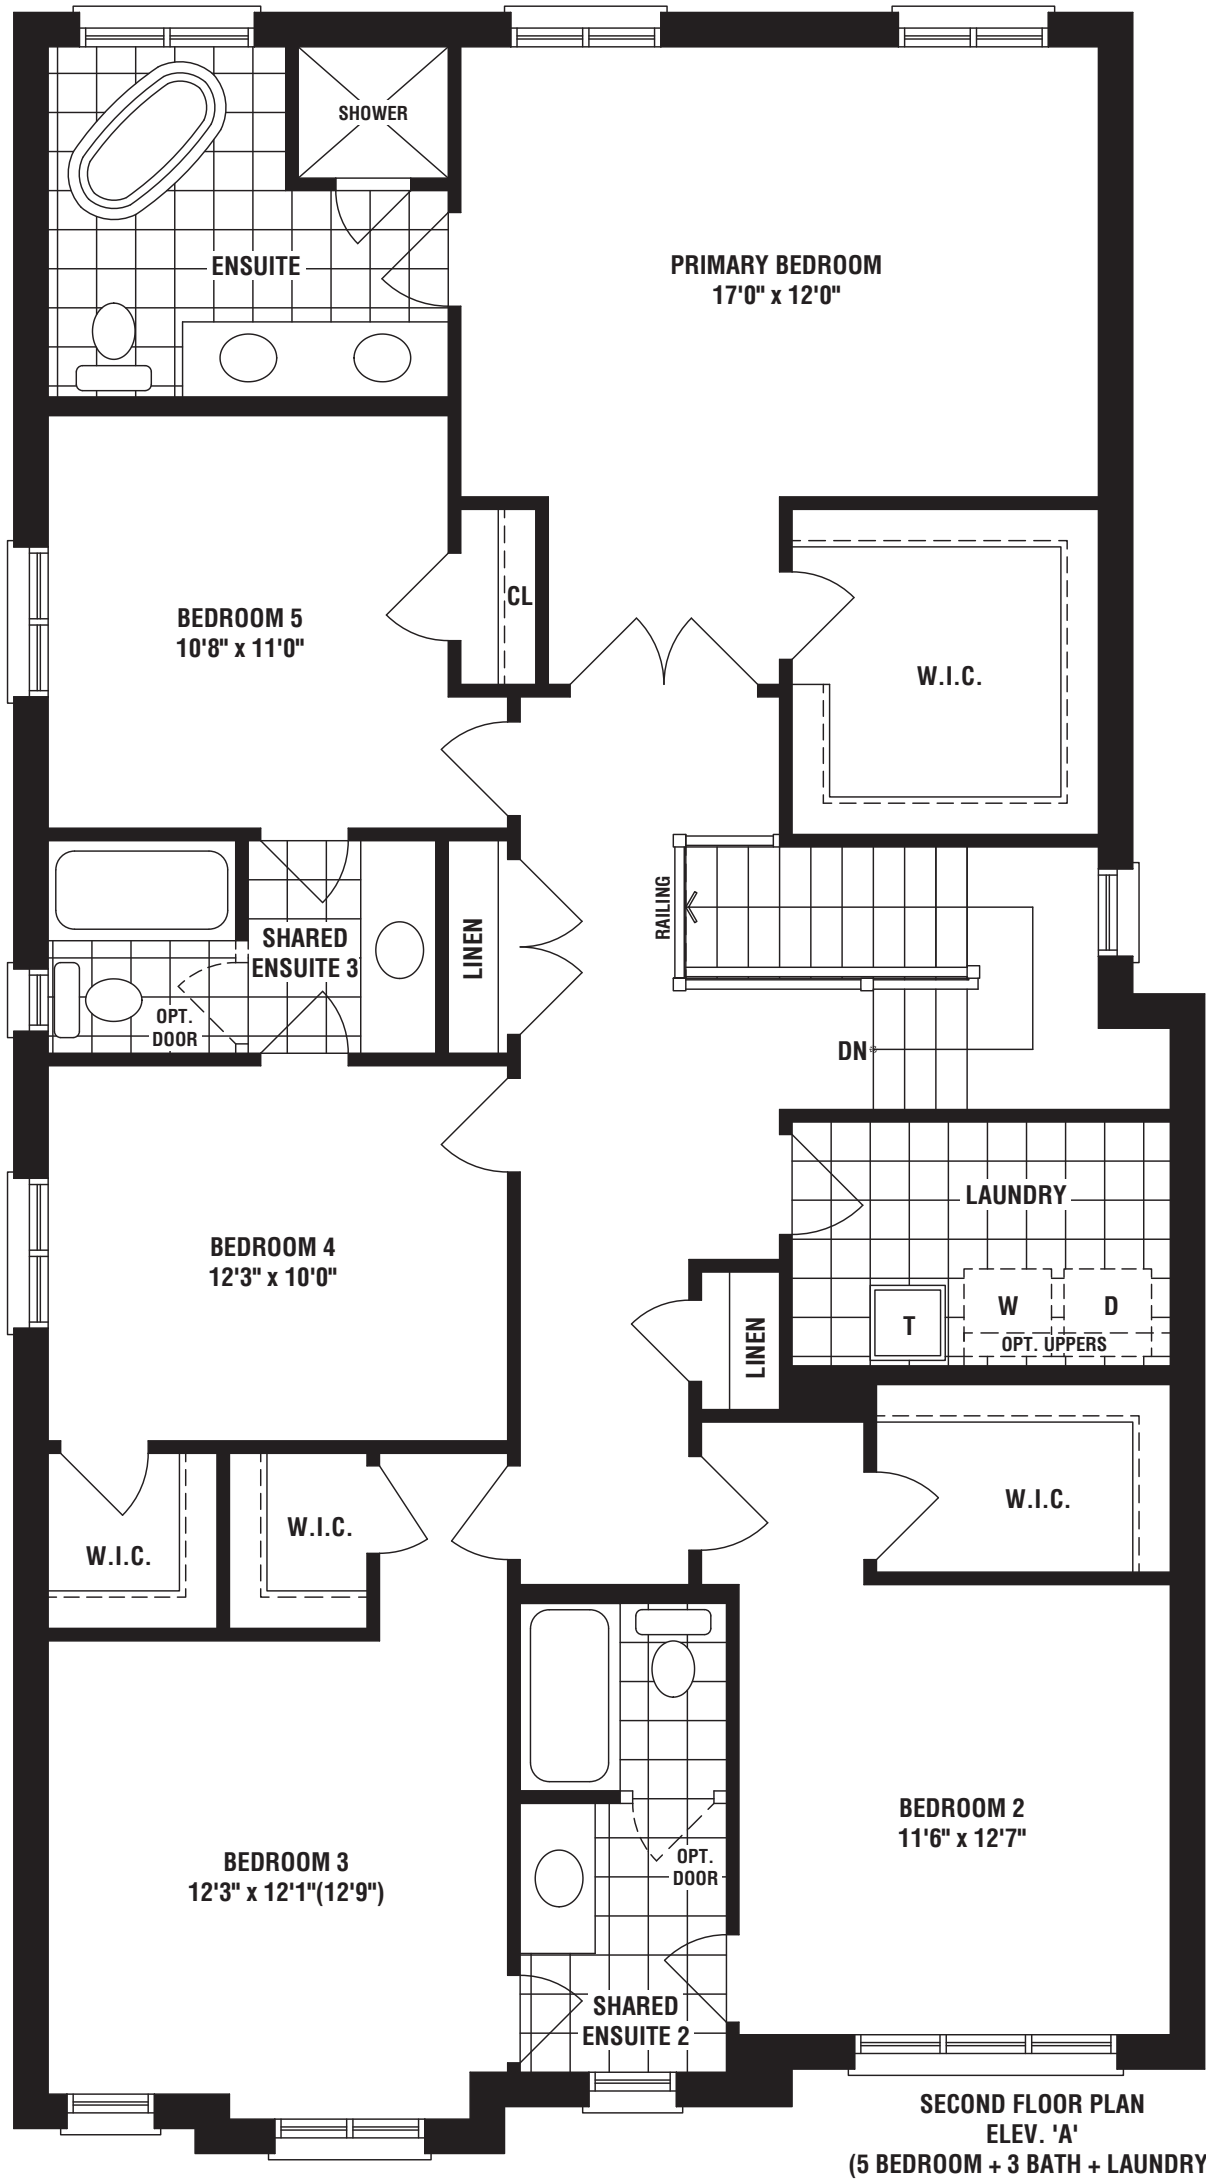 SHOWER
ENSUITE
PRIMARY BEDROOM
17'0" x 12'0"
CL
BEDROOM 5
10'8" x 11'0"
W.I.C.
RAILING
SHARED
ENSUITE 3
LINEN
OPT.
DOOR
DN
LAUNDRY
BEDROOM 4
12'3" x 10'0"
W
D
T
OPT. UPPERS
LINEN
W.I.C.
W.I.C.
W.I.C.
BEDROOM 2
11'6" x 12'7"
OPT.
DOOR
BEDROOM 3
12'3" x 12'1"(12'9")
SHARED
ENSUITE 2
SECOND FLOOR PLAN
ELEV. 'A'
(5 BEDROOM + 3 BATH + LAUNDRY